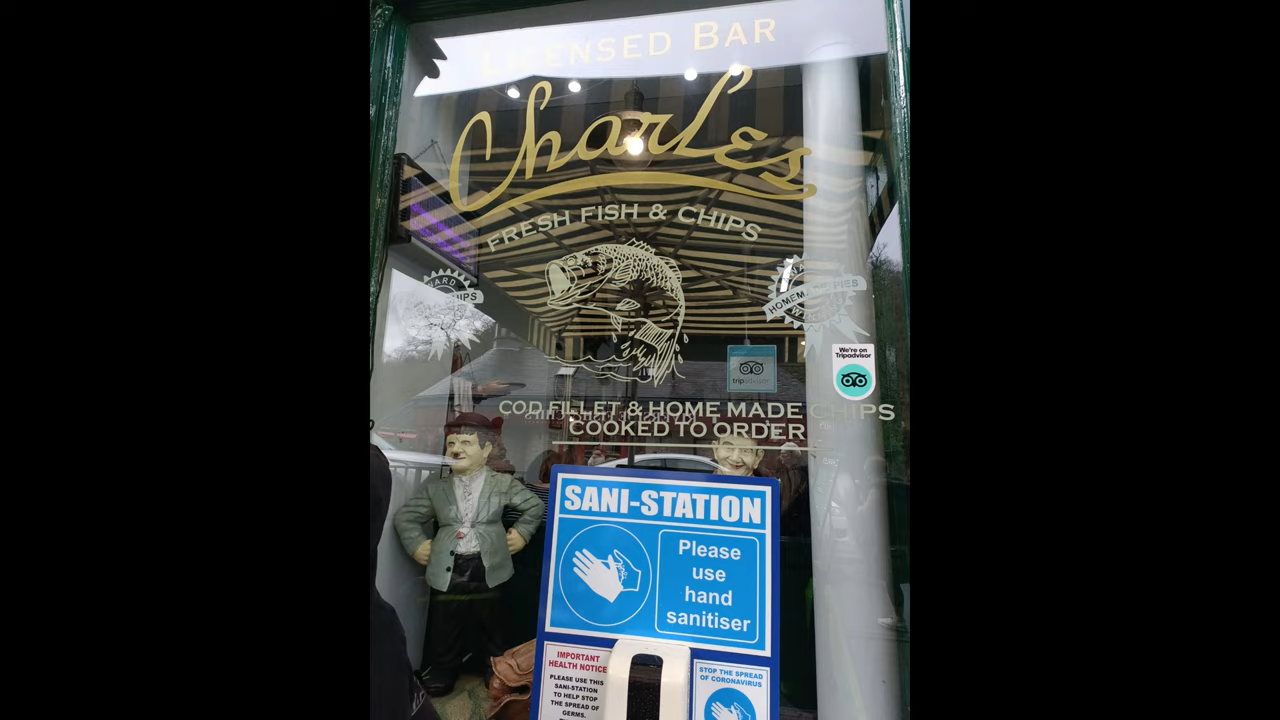 LICENSED BAR
Charles
FRESH FISH & CHIPS
CHIPS
HOMEMADE PIES
We're on
Tripadvisor
tripadvisor
COD FILLET & HOME MADE CHIPS
COOKED TO ORDER
SANI-STATION
Please
use
hand
sanitiser
IMPORTANT
HEALTH NOTICE
PLEASE USE THIS
SANI-STATION
TO HELP STOP
THE SPREAD OF
GERMS.
STOP THE SPREAD
OF CORONAVIRUS